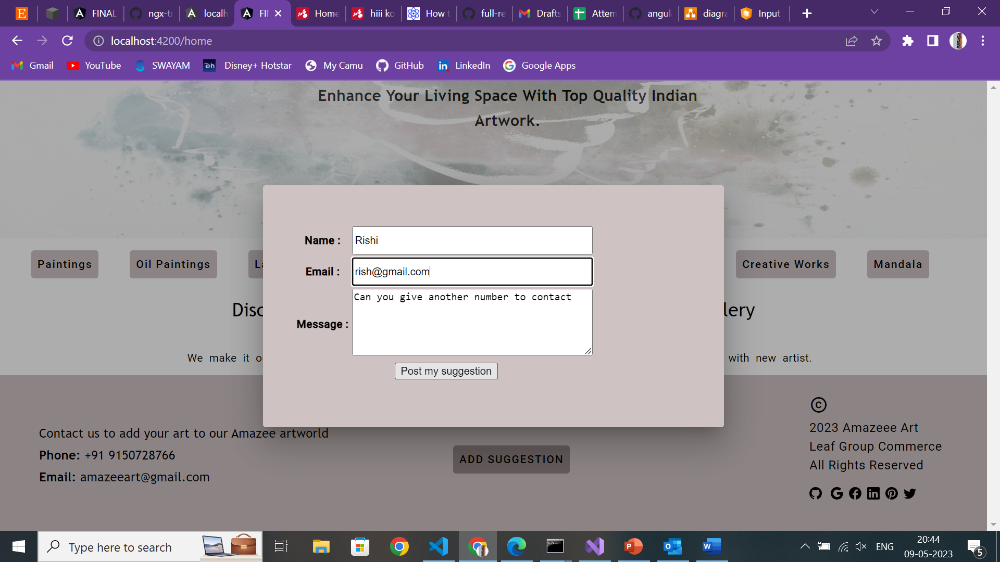 FINAL
ngx-tr
localh
FIN
Home
hiii ko
How t
full-re
Drafts
Attem
angul
diagra
Input
localhost:4200/home
Gmail
YouTube
SWAYAM
Disney+ Hotstar
My Camu
GitHub
LinkedIn
Google Apps
Enhance Your Living Space With Top Quality Indian
Artwork.
Name :
Rishi
Email :
rish@gmail.com
Message :
Can you give another number to contact
Post my suggestion
Paintings
Oil Paintings
La
Creative Works
Mandala
Disc
lery
We make it o
with new artist.
Contact us to add your art to our Amazee artworld
Phone: +91 9150728766
Email: amazeeart@gmail.com
ADD SUGGESTION
©
2023 Amazeee Art
Leaf Group Commerce
All Rights Reserved
Type here to search
ENG
20:44
09-05-2023
5